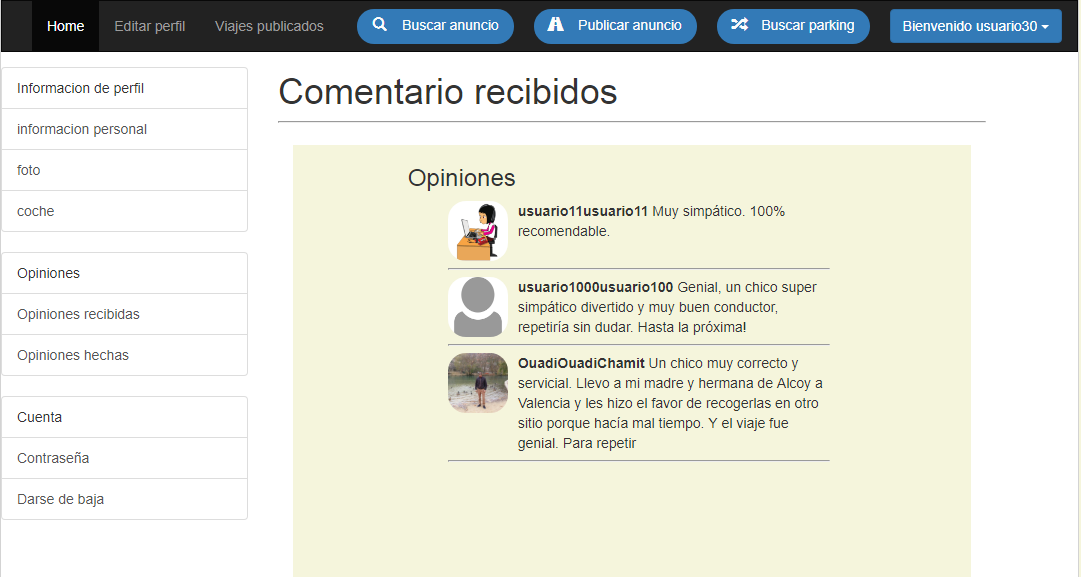 Home Editar perfil Viajes publicados Buscar anuncio Publicar anuncio Buscar parking Bienvenido usuario30
Informacion de perfil
informacion personal
foto
coche
Opiniones
Opiniones recibidas
Opiniones hechas
Cuenta
Contraseña
Darse de baja
Comentario recibidos
Opiniones
usuario11usuario11 Muy simpático. 100%
recomendable.
usuario1000usuario100 Genial, un chico super
simpático divertido y muy buen conductor,
repetiría sin dudar. Hasta la próxima!
OuadiOuadiChamit Un chico muy correcto y
servicial. Llevo a mi madre y hermana de Alcoy a
Valencia y les hizo el favor de recogerlas en otro
sitio porque hacía mal tiempo. Y el viaje fue
genial. Para repetir